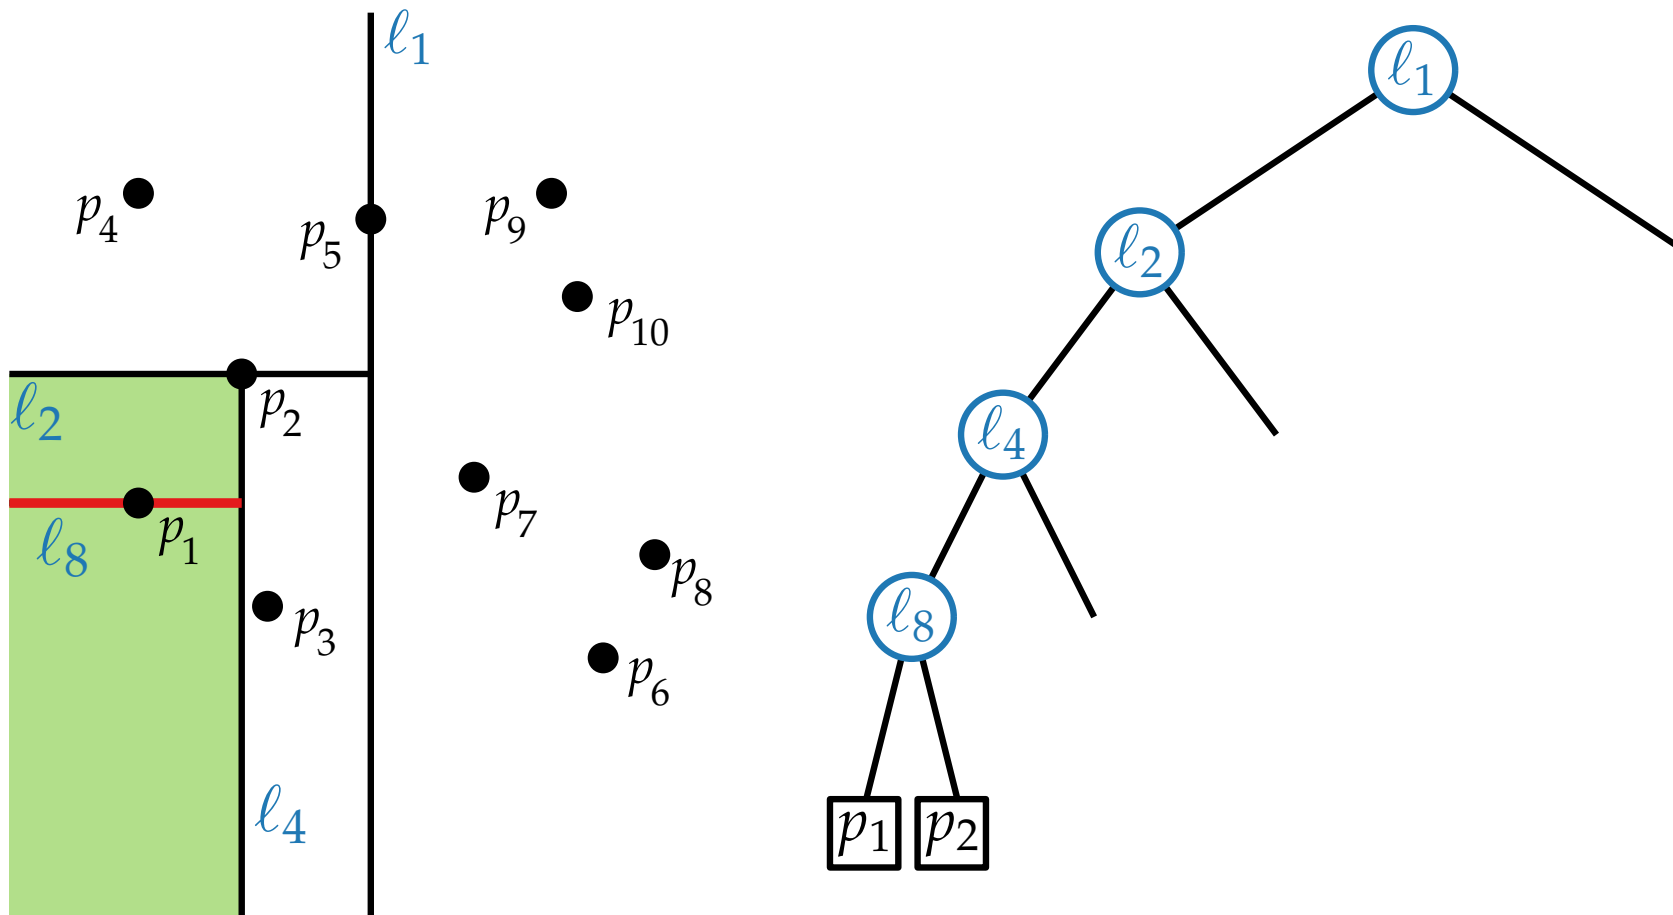 ℓ₁
p₄
p₅
p₉
p₁₀
ℓ₂
p₂
p₇
ℓ₈
p₁
p₈
p₃
p₆
ℓ₄
ℓ₁
ℓ₂
ℓ₄
ℓ₈
p₁
p₂